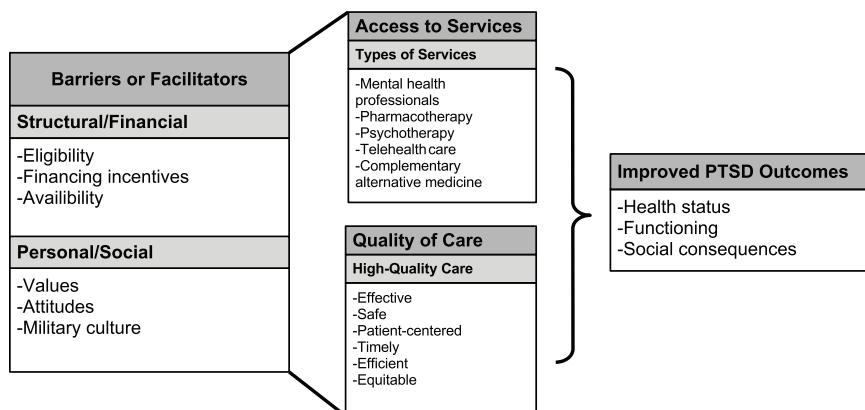 Barriers or Facilitators
Structural/Financial
-Eligibility
-Financing incentives
-Availibility
Personal/Social
-Values
-Attitudes
-Military culture
Access to Services
Types of Services
-Mental health
professionals
-Pharmacotherapy
-Psychotherapy
-Telehealth care
-Complementary
alternative medicine
Quality of Care
High-Quality Care
-Effective
-Safe
-Patient-centered
-Timely
-Efficient
-Equitable
Improved PTSD Outcomes
-Health status
-Functioning
-Social consequences